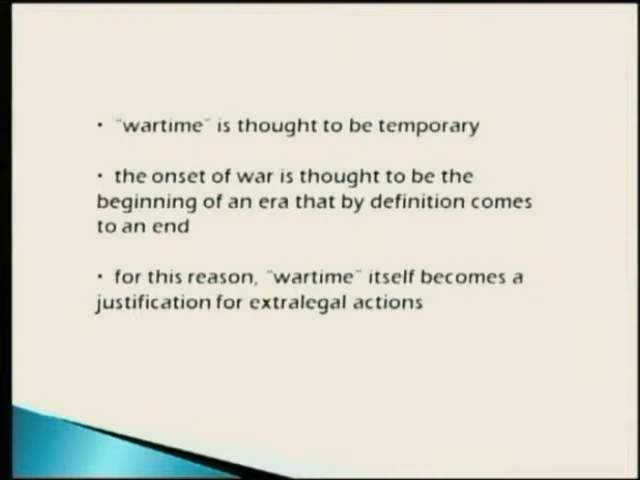 • "wartime" is thought to be temporary
• the onset of war is thought to be the
beginning of an era that by definition comes
to an end
• for this reason, "wartime" itself becomes a
justification for extralegal actions